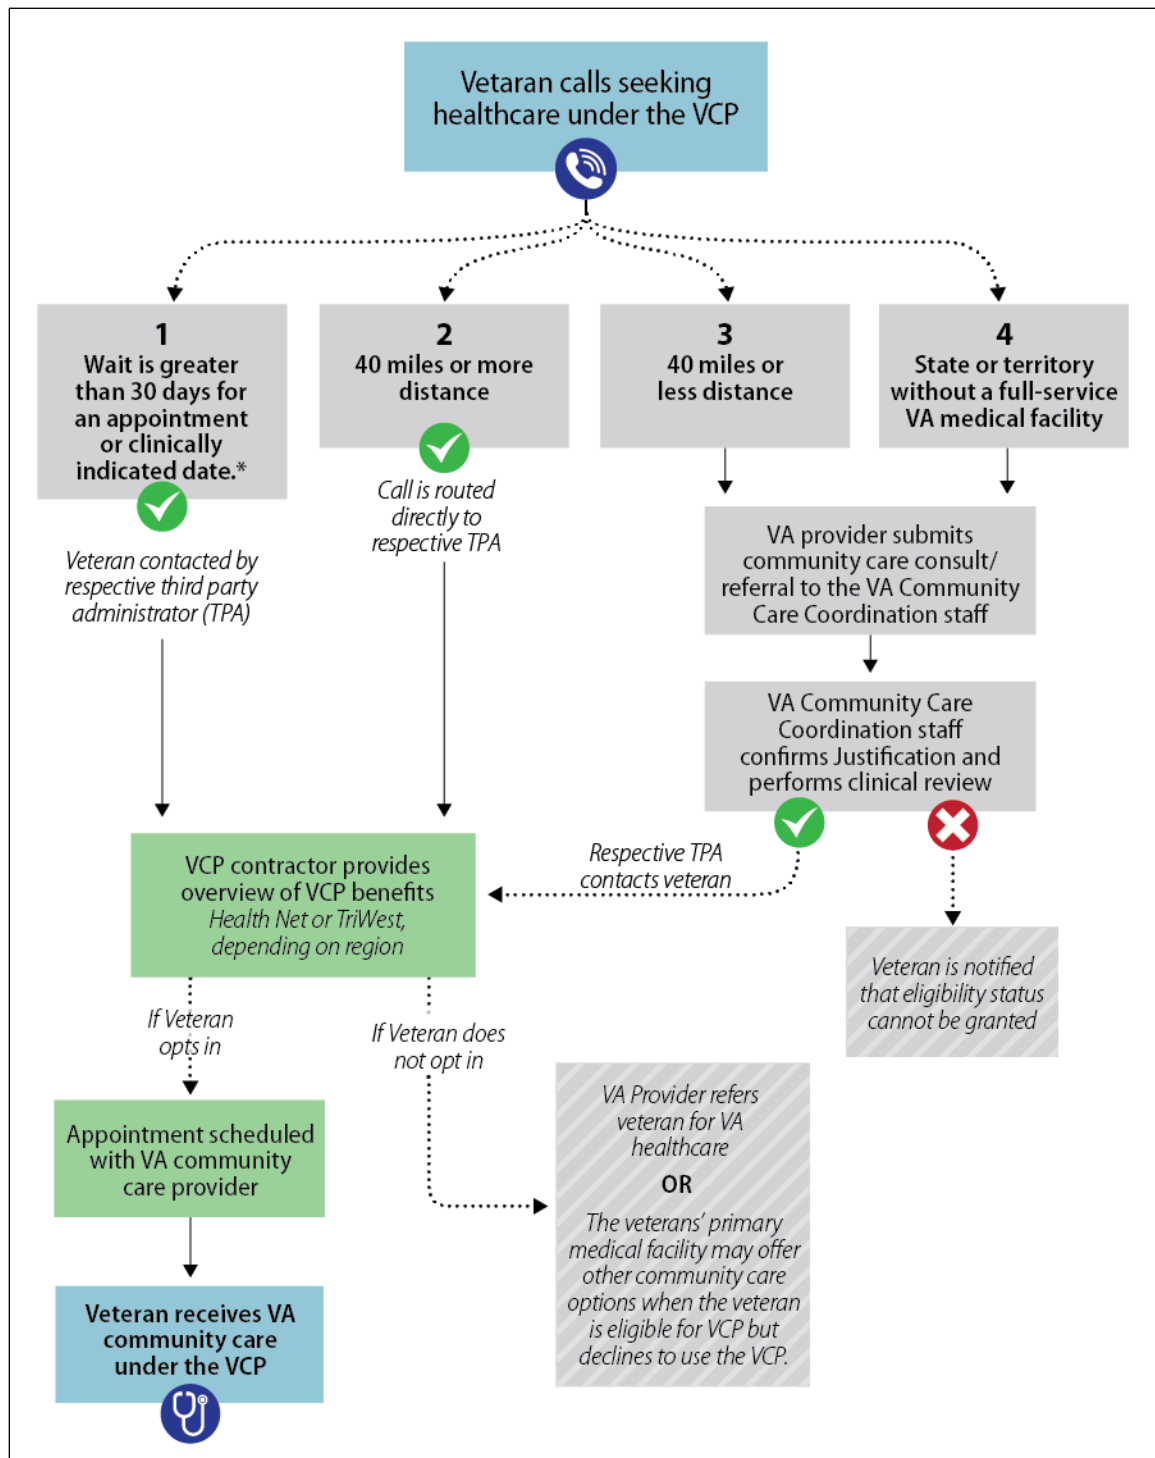 Vetaran calls seeking
healthcare under the VCP
1
Wait is greater
than 30 days for
an appointment
or clinically
indicated date.*
2
40 miles or more
distance
3
40 miles or
less distance
4
State or territory
without a full-service
VA medical facility
Veteran contacted by
respective third party
administrator (TPA)
Call is routed
directly to
respective TPA
VA provider submits
community care consult/
referral to the VA Community
Care Coordination staff
VA Community Care
Coordination staff
confirms Justification and
performs clinical review
VCP contractor provides
overview of VCP benefits
Health Net or TriWest,
depending on region
Respective TPA
contacts veteran
Veteran is notified
that eligibility status
cannot be granted
If Veteran
opts in
If Veteran does
not opt in
Appointment scheduled
with VA community
care provider
VA Provider refers
veteran for VA
healthcare
OR
The veterans’ primary
medical facility may offer
other community care
options when the veteran
is eligible for VCP but
declines to use the VCP.
Veteran receives VA
community care
under the VCP